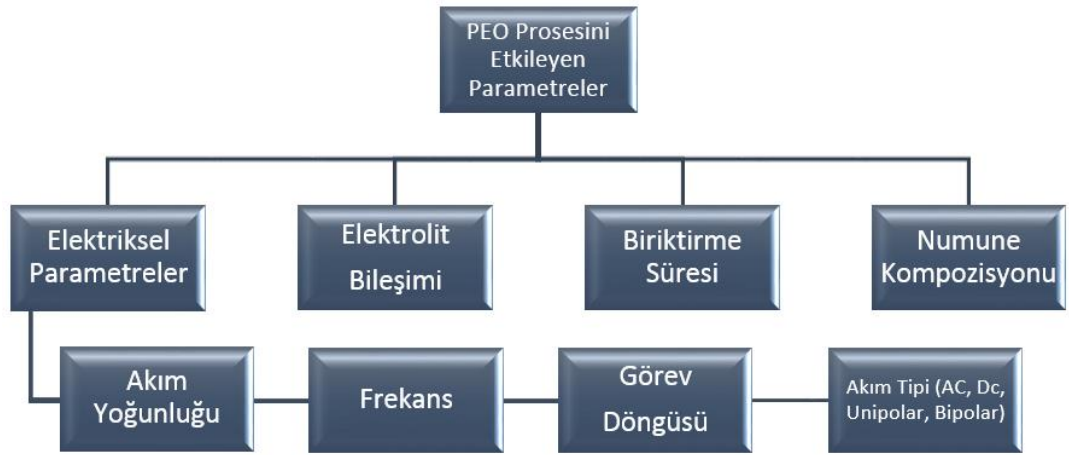 PEO Prosesini
Etkileyen
Parametreler
Elektriksel
Parametreler
Elektrolit
Bileşimi
Biriktirme
Süresi
Numune
Kompozisyonu
Akım
Yoğunluğu
Frekans
Görev
Döngüsü
Akım Tipi (AC, Dc,
Unipolar, Bipolar)